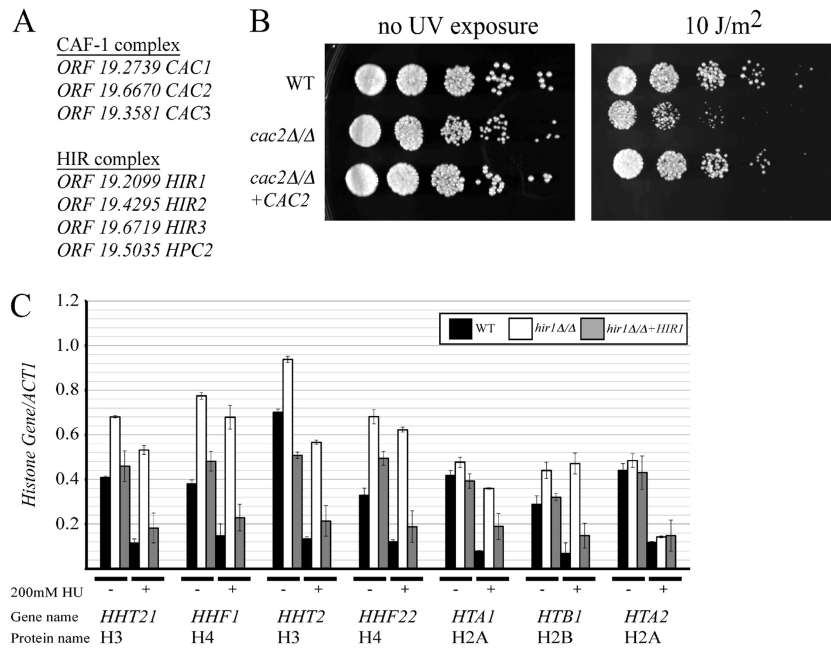 A
CAF-1 complex
ORF 19.2739 CAC1
ORF 19.6670 CAC2
ORF 19.3581 CAC3
HIR complex
ORF 19.2099 HIR1
ORF 19.4295 HIR2
ORF 19.6719 HIR3
ORF 19.5035 HPC2
B
no UV exposure
10 J/m2
WT
cac2Δ/Δ
cac2Δ/Δ
+CAC2
C
1.2
1.0
0.8
0.6
0.4
0.2
Histone Gene/ACT1
WT
hir1Δ/Δ
hir1Δ/Δ+HIR1
200mM HU - + - + - + - + - + - + - +
Gene name HHT21 HHF1 HHT2 HHF22 HTA1 HTB1 HTA2
Protein name H3 H4 H3 H4 H2A H2B H2A